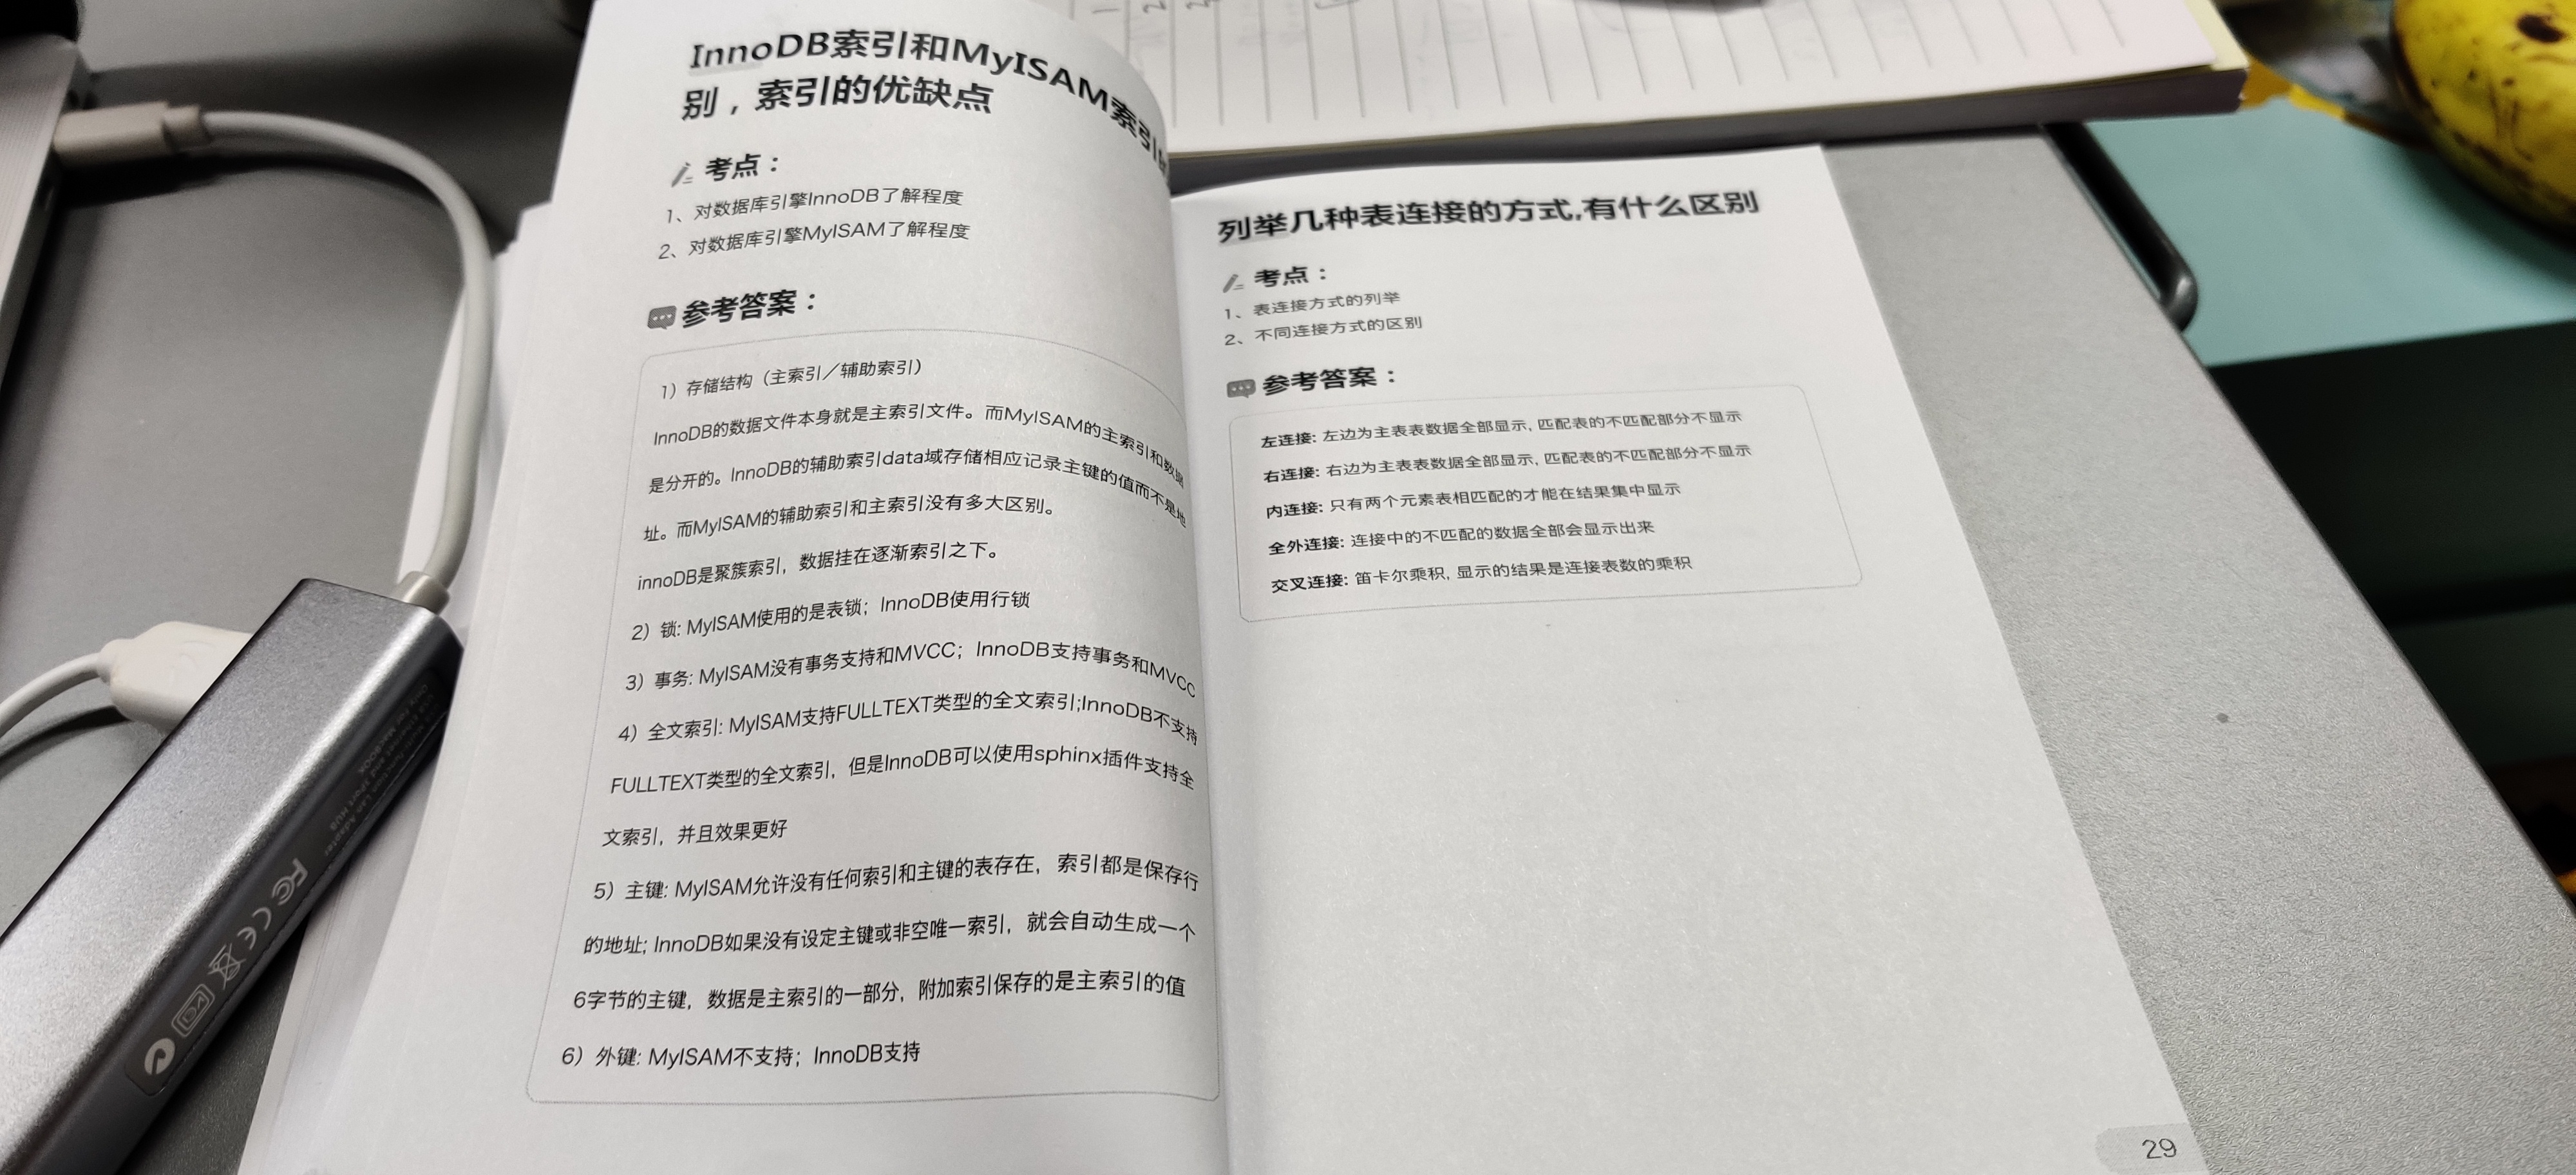 InnoDB索引和MyISAM索引
别，索引的优缺点
考点：
1、对数据库引擎InnoDB了解程度
2、对数据库引擎MyISAM了解程度
参考答案：
1）存储结构（主索引／辅助索引）
InnoDB的数据文件本身就是主索引文件。而MyISAM的主索引和数据
是分开的。InnoDB的辅助索引data域存储相应记录主键的值而不是地
址。而MyISAM的辅助索引和主索引没有多大区别。
innoDB是聚簇索引，数据挂在逐渐索引之下。
2）锁: MyISAM使用的是表锁；InnoDB使用行锁
3）事务: MyISAM没有事务支持和MVCC；InnoDB支持事务和MVCC
4）全文索引: MyISAM支持FULLTEXT类型的全文索引;InnoDB不支持
FULLTEXT类型的全文索引，但是InnoDB可以使用sphinx插件支持全
文索引，并且效果更好
5）主键: MyISAM允许没有任何索引和主键的表存在，索引都是保存行
的地址; InnoDB如果没有设定主键或非空唯一索引，就会自动生成一个
6字节的主键，数据是主索引的一部分，附加索引保存的是主索引的值
6）外键: MyISAM不支持；InnoDB支持
列举几种表连接的方式,有什么区别
考点：
1、表连接方式的列举
2、不同连接方式的区别
参考答案：
左连接: 左边为主表表数据全部显示, 匹配表的不匹配部分不显示
右连接: 右边为主表表数据全部显示, 匹配表的不匹配部分不显示
内连接: 只有两个元素表相匹配的才能在结果集中显示
全外连接: 连接中的不匹配的数据全部会显示出来
交叉连接: 笛卡尔乘积, 显示的结果是连接表数的乘积
29
FC CE